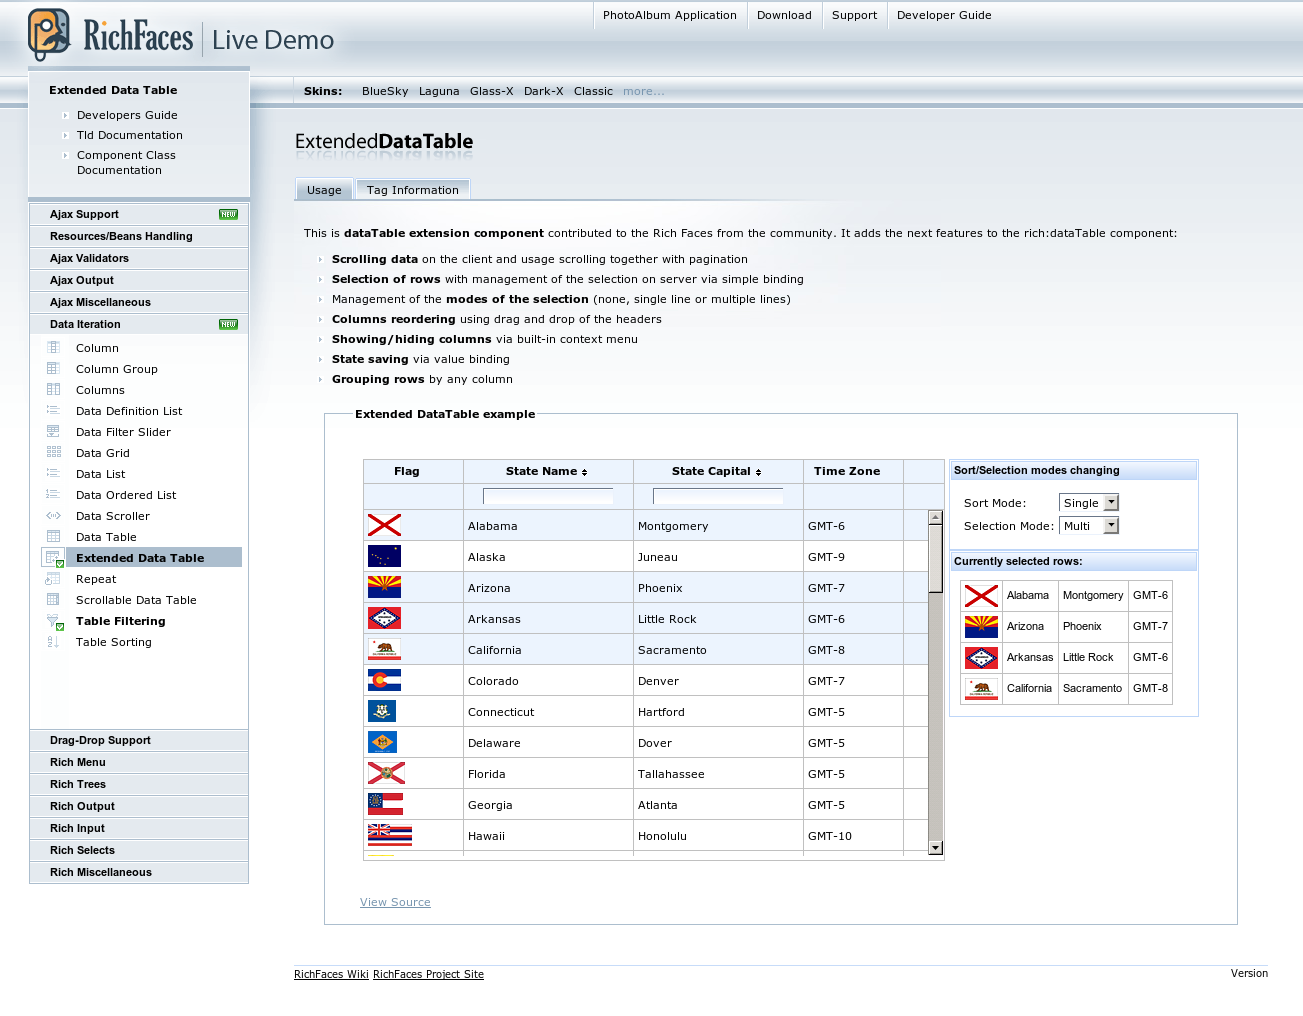 PhotoAlbum Application Download Support Developer Guide
RichFaces Live Demo
Extended Data Table
Developers Guide
Tld Documentation
Component Class
Documentation
Skins: BlueSky Laguna Glass-X Dark-X Classic more...
Ajax Support NEW
Resources/Beans Handling
Ajax Validators
Ajax Output
Ajax Miscellaneous
Data Iteration NEW
Column
Column Group
Columns
Data Definition List
Data Filter Slider
Data Grid
Data List
Data Ordered List
Data Scroller
Data Table
Extended Data Table
Repeat
Scrollable Data Table
Table Filtering
Table Sorting
Drag-Drop Support
Rich Menu
Rich Trees
Rich Output
Rich Input
Rich Selects
Rich Miscellaneous
ExtendedDataTable
Usage Tag Information
This is dataTable extension component contributed to the Rich Faces from the community. It adds the next features to the rich:dataTable component:
Scrolling data on the client and usage scrolling together with pagination
Selection of rows with management of the selection on server via simple binding
Management of the modes of the selection (none, single line or multiple lines)
Columns reordering using drag and drop of the headers
Showing/hiding columns via built-in context menu
State saving via value binding
Grouping rows by any column
Extended DataTable example
Flag State Name State Capital Time Zone
Alabama Montgomery GMT-6
Alaska Juneau GMT-9
Arizona Phoenix GMT-7
Arkansas Little Rock GMT-6
California Sacramento GMT-8
Colorado Denver GMT-7
Connecticut Hartford GMT-5
Delaware Dover GMT-5
Florida Tallahassee GMT-5
Georgia Atlanta GMT-5
Hawaii Honolulu GMT-10
Sort/Selection modes changing
Sort Mode: Single
Selection Mode: Multi
Currently selected rows:
Alabama Montgomery GMT-6
Arizona Phoenix GMT-7
Arkansas Little Rock GMT-6
California Sacramento GMT-8
View Source
RichFaces Wiki RichFaces Project Site Version